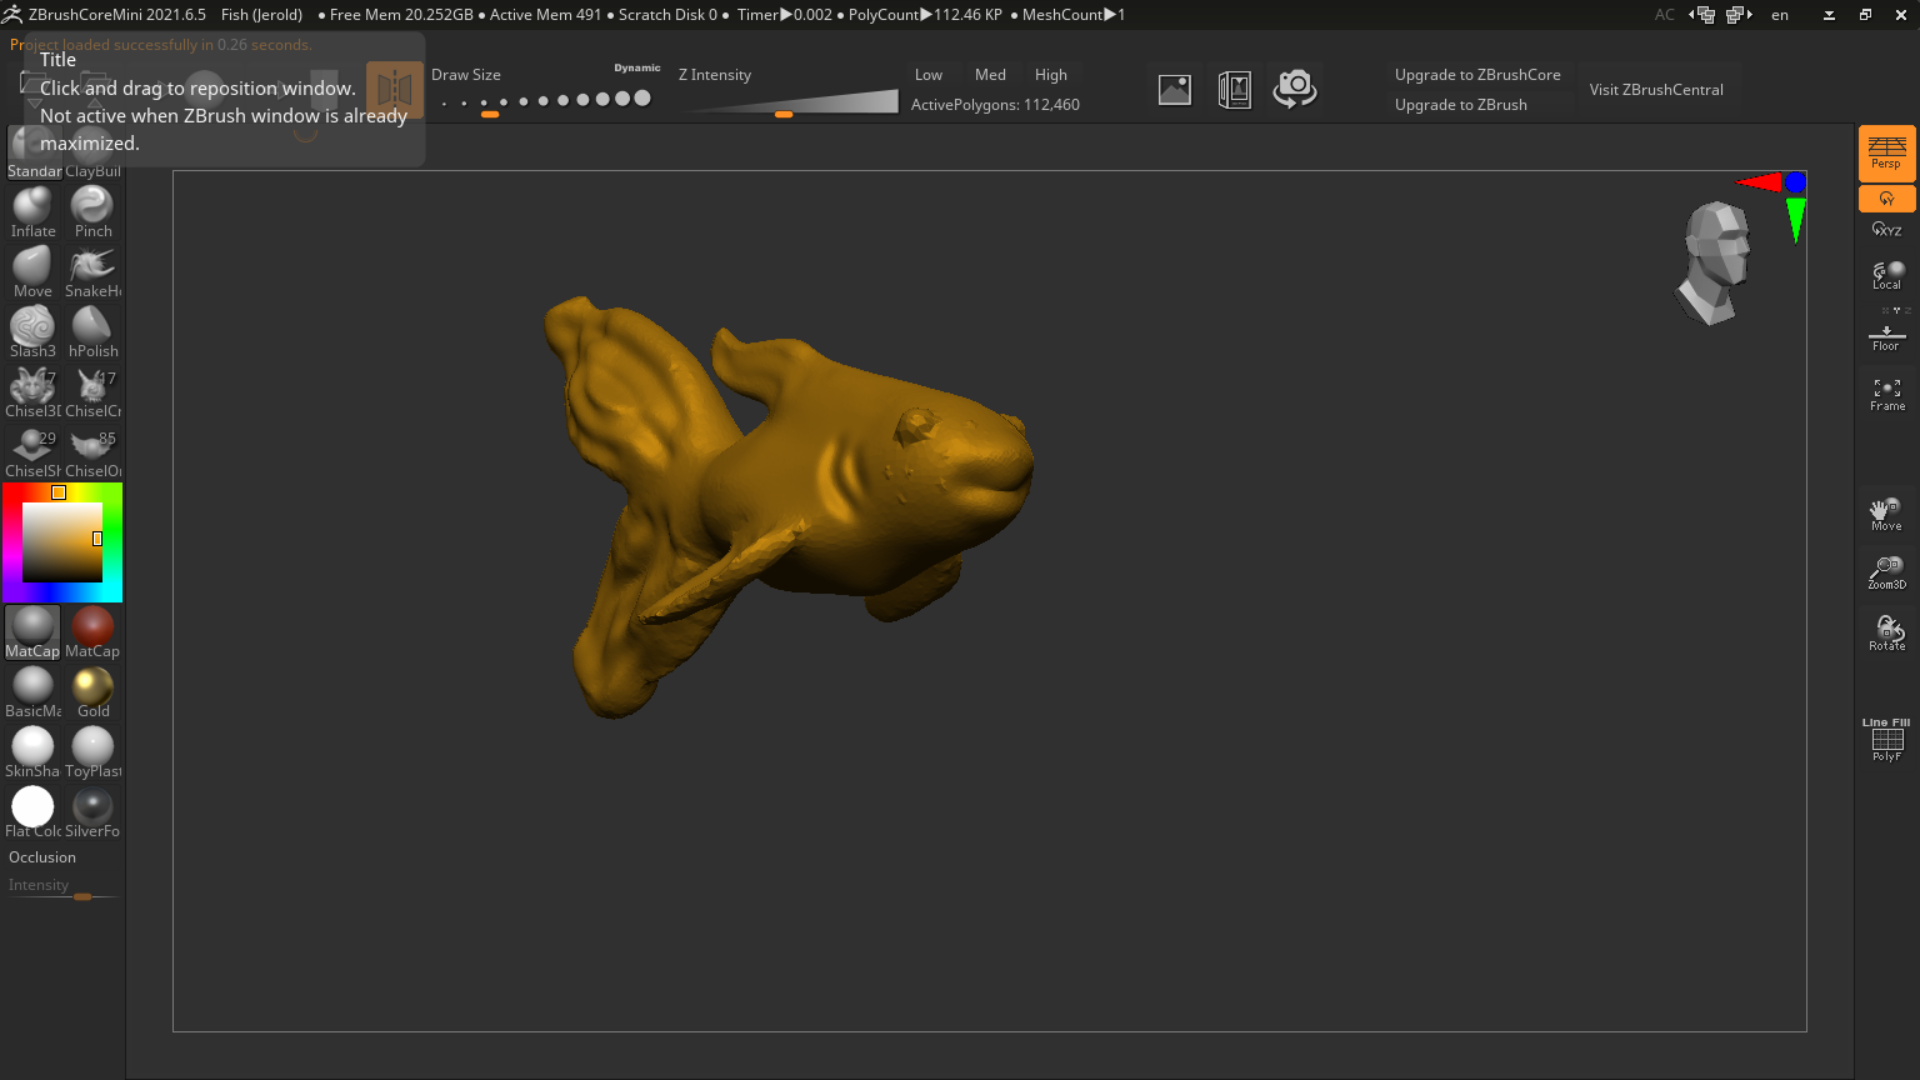 ZBrushCoreMini 2021.6.5 Fish (Jerold) • Free Mem 20.252GB • Active Mem 491 • Scratch Disk 0 • Timer▶0.002 • PolyCount▶112.46 KP • MeshCount▶1 AC en
Project loaded successfully in 0.26 seconds.
Title
Click and drag to reposition window.
Not active when ZBrush window is already
maximized.
Draw Size
Dynamic
Z Intensity
Low Med High
ActivePolygons: 112,460
Upgrade to ZBrushCore
Upgrade to ZBrush
Visit ZBrushCentral
Standar ClayBuil
Inflate Pinch
Move SnakeH
Slash3 hPolish
7 17
Chisel3D ChiselCr
29 85
ChiselSh ChiselO
MatCap MatCap
BasicMa Gold
SkinSha ToyPlast
Flat Colo SilverFo
Occlusion
Intensity
Persp
Y
XYZ
Local
X Y Z
Floor
Frame
Move
Zoom3D
Rotate
Line Fill
PolyF